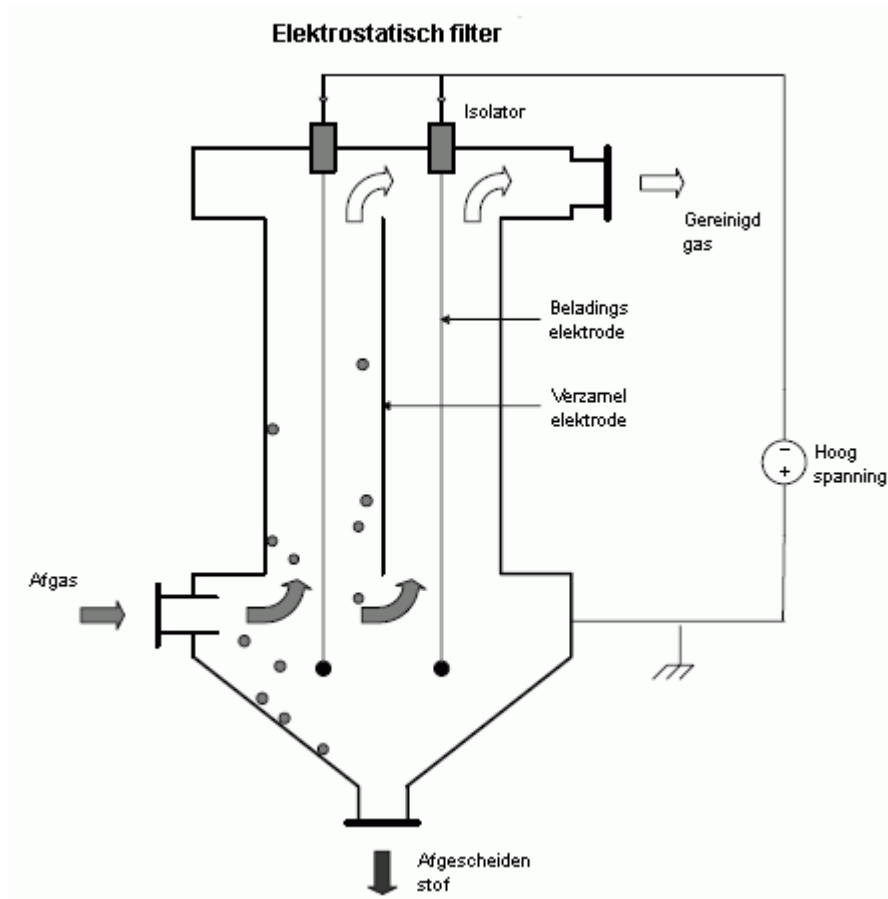 Elektrostatisch filter
Isolator
Gereinigd
gas
Beladings
elektrode
Verzamel
elektrode
−
+
Hoog
spanning
Afgas
Afgescheiden
stof